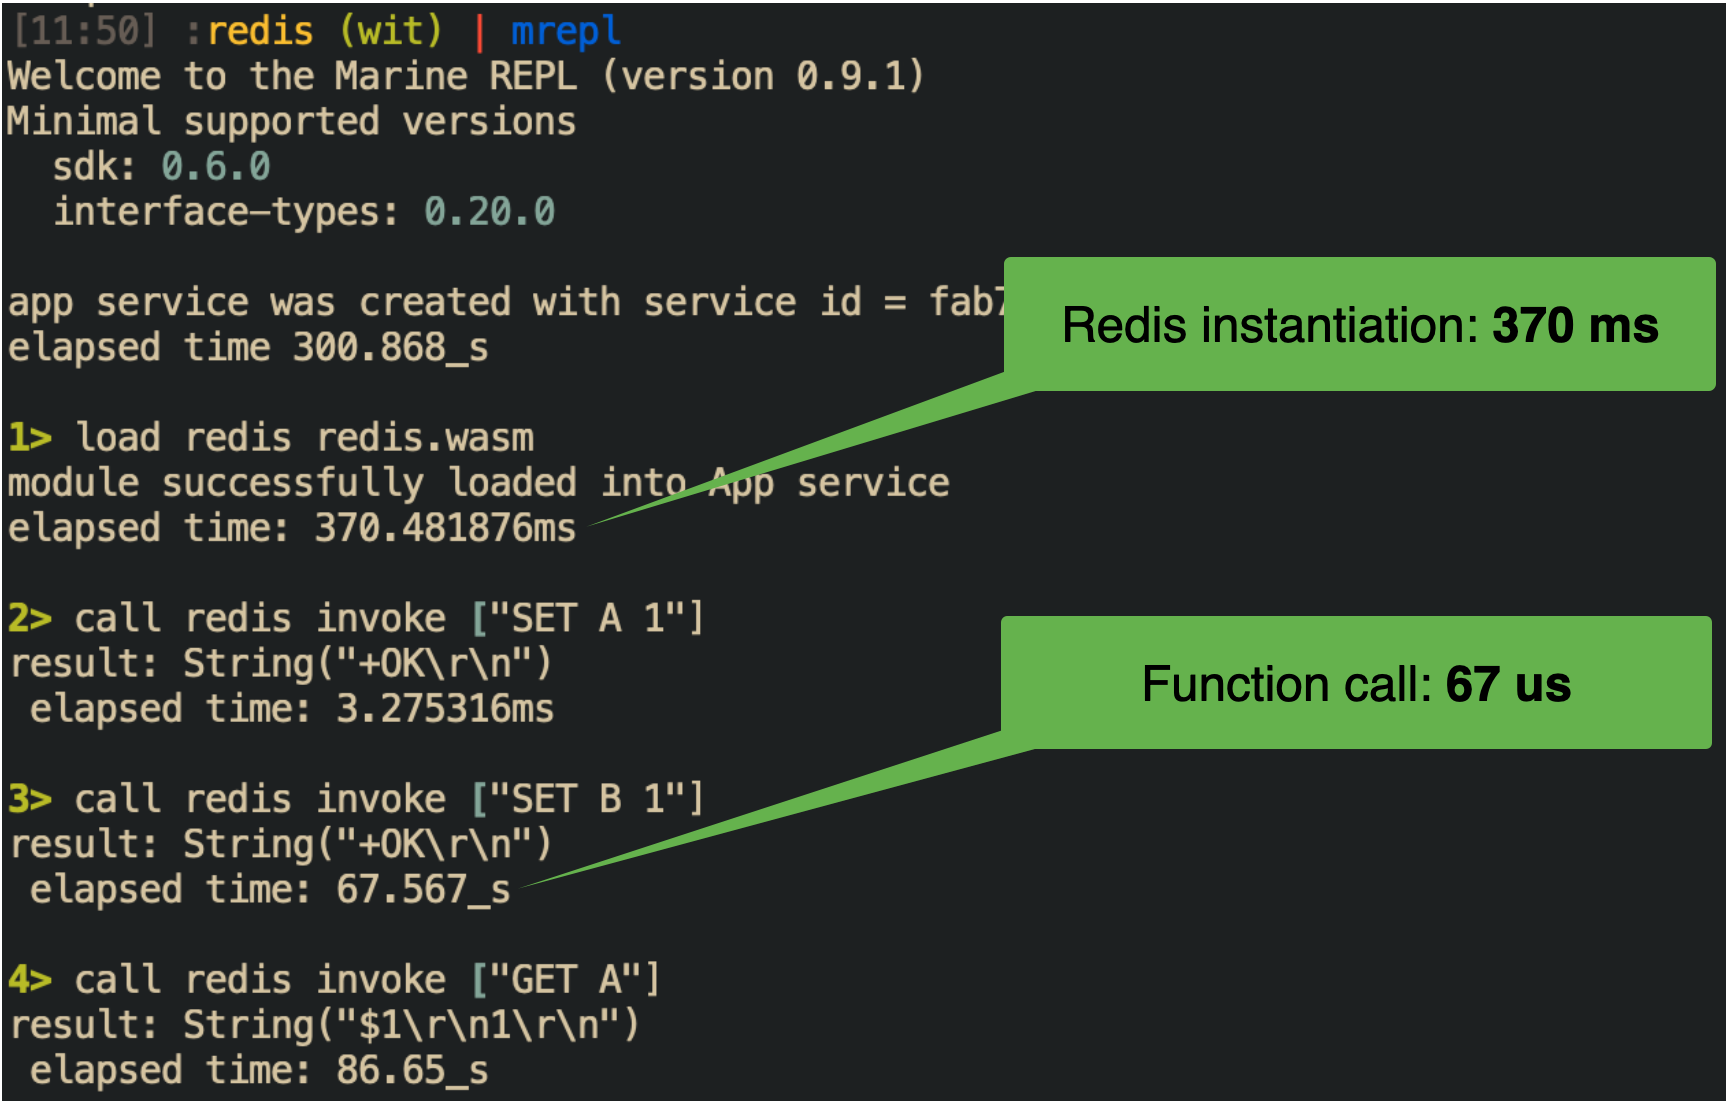 [11:50] :redis (wit) | mrepl
Welcome to the Marine REPL (version 0.9.1)
Minimal supported versions
  sdk: 0.6.0
  interface-types: 0.20.0
app service was created with service id = fab7
elapsed time 300.868_s
Redis instantiation: 370 ms
1> load redis redis.wasm
module successfully loaded into App service
elapsed time: 370.481876ms
2> call redis invoke ["SET A 1"]
result: String("+OK\r\n")
 elapsed time: 3.275316ms
Function call: 67 us
3> call redis invoke ["SET B 1"]
result: String("+OK\r\n")
 elapsed time: 67.567_s
4> call redis invoke ["GET A"]
result: String("$1\r\n1\r\n")
 elapsed time: 86.65_s